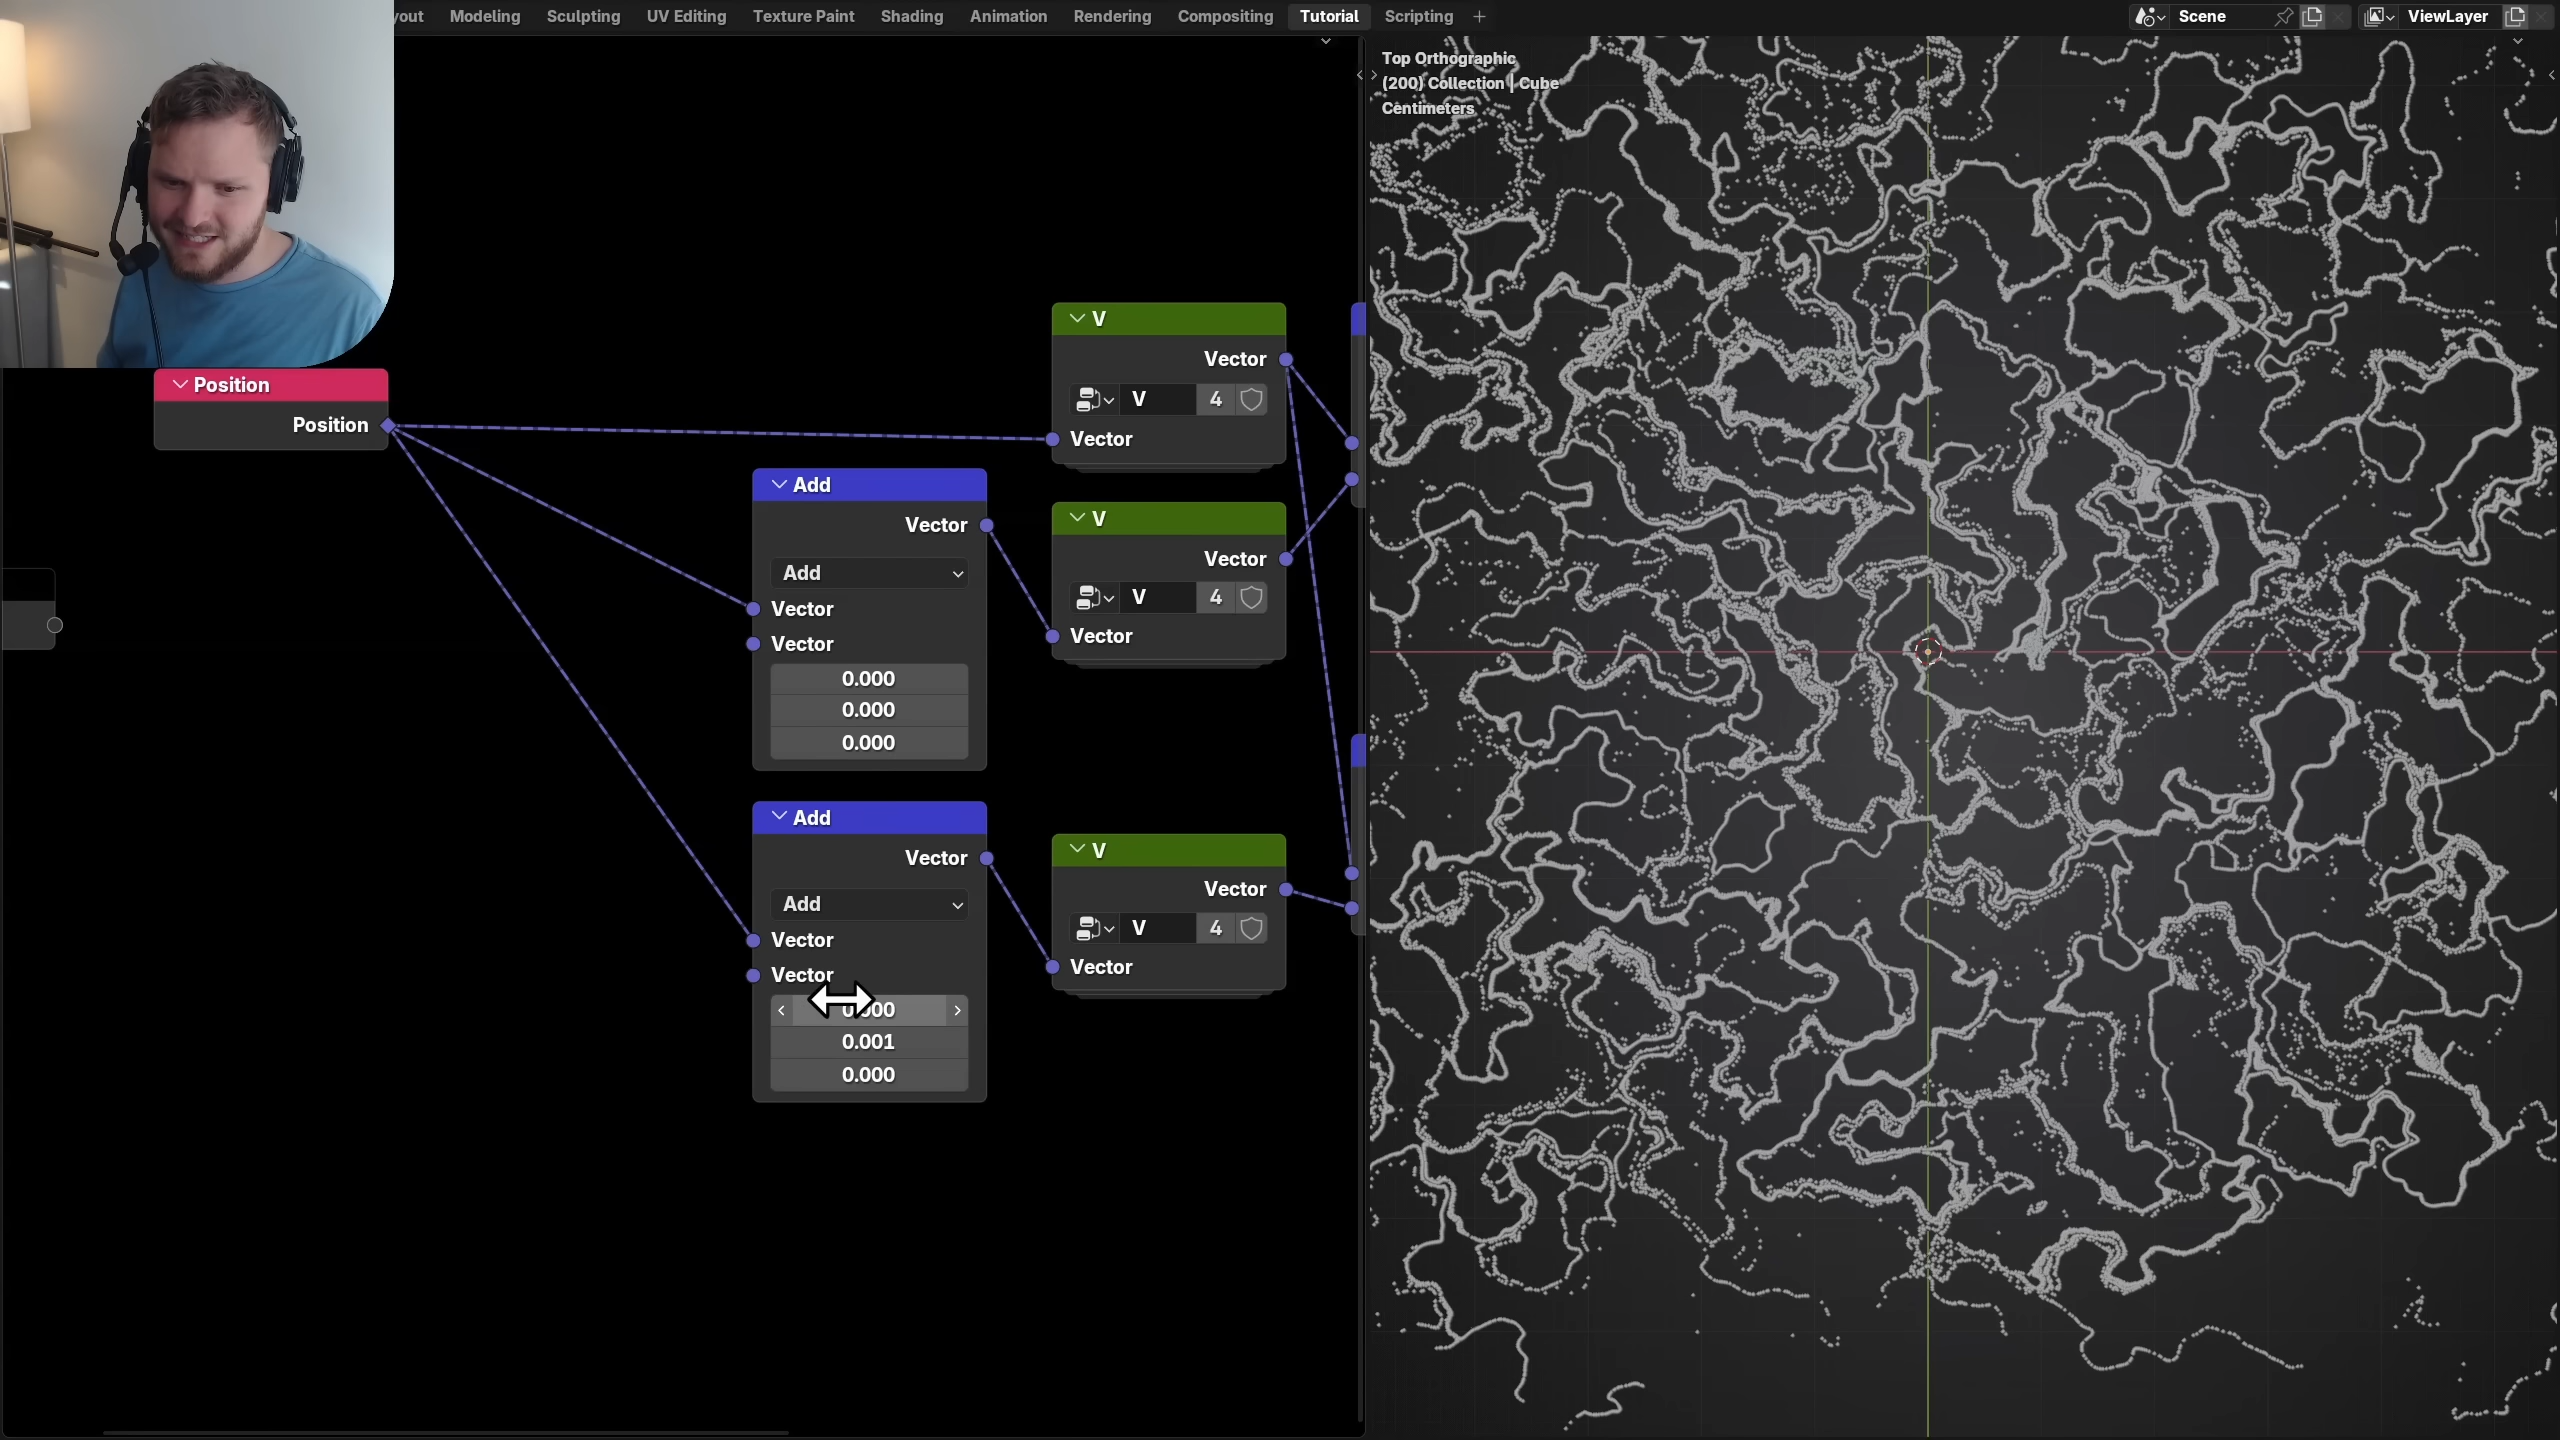 yout Modeling Sculpting UV Editing Texture Paint Shading Animation Rendering Compositing Tutorial Scripting +
Scene
ViewLayer
Top Orthographic
(200) Collection | Cube
Centimeters
Position
Position
Add
Vector
Add
Vector
Vector
0.000
0.000
0.000
Add
Vector
Add
Vector
Vector
0.000
0.001
0.000
V
Vector
V 4
Vector
V
Vector
V 4
Vector
V
Vector
V 4
Vector